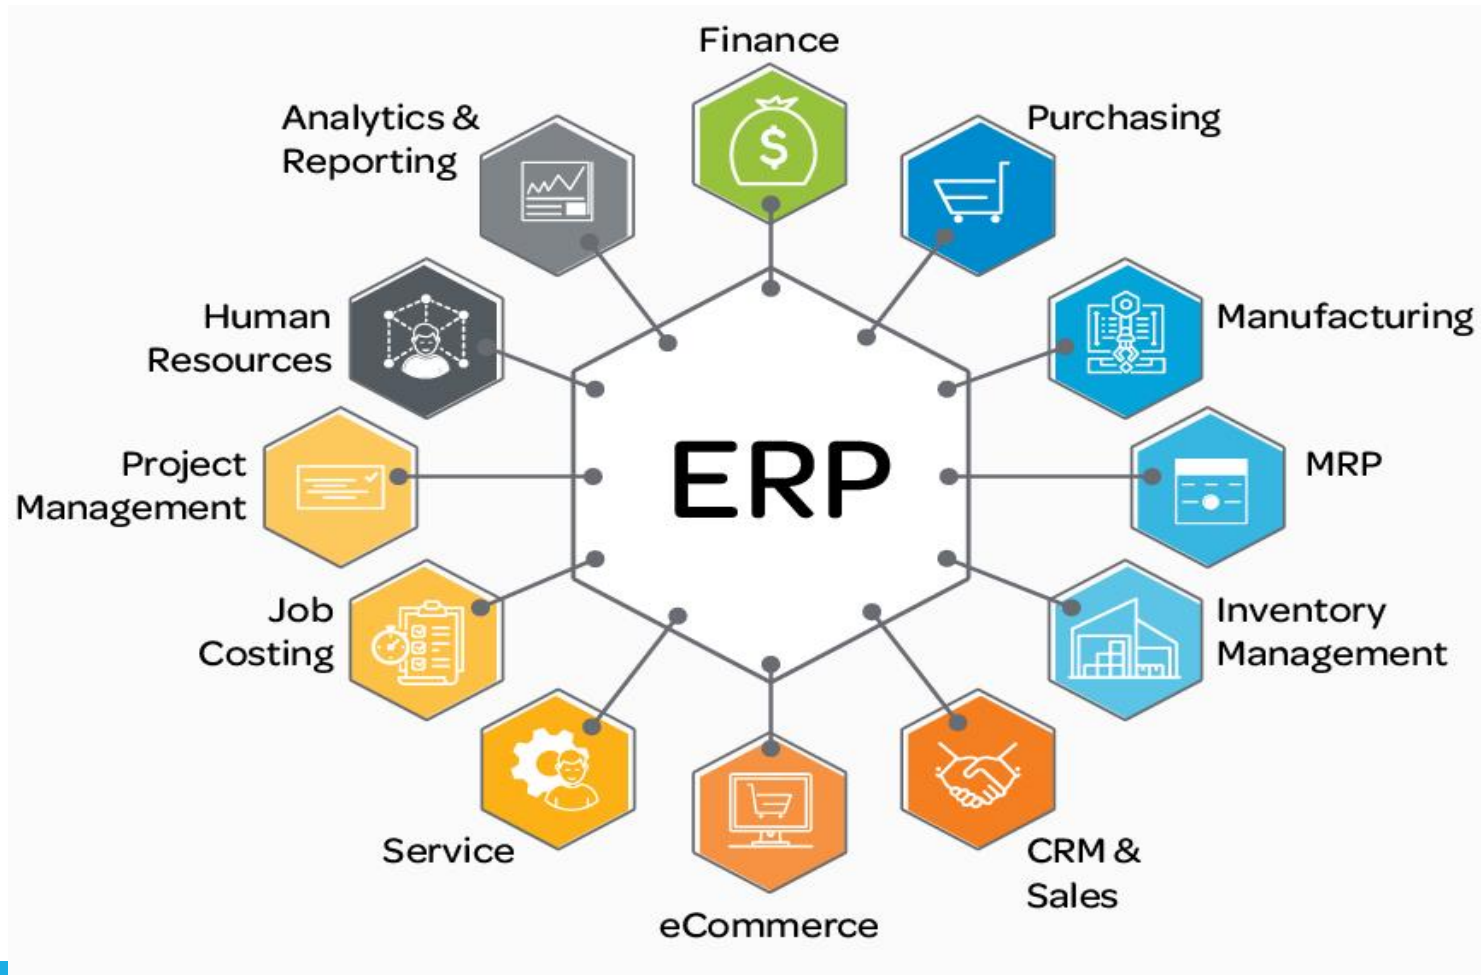 Finance
Analytics &
Reporting
$
Purchasing
Human
Resources
Manufacturing
Project
Management
ERP
MRP
Job
Costing
Inventory
Management
Service
CRM &
Sales
eCommerce